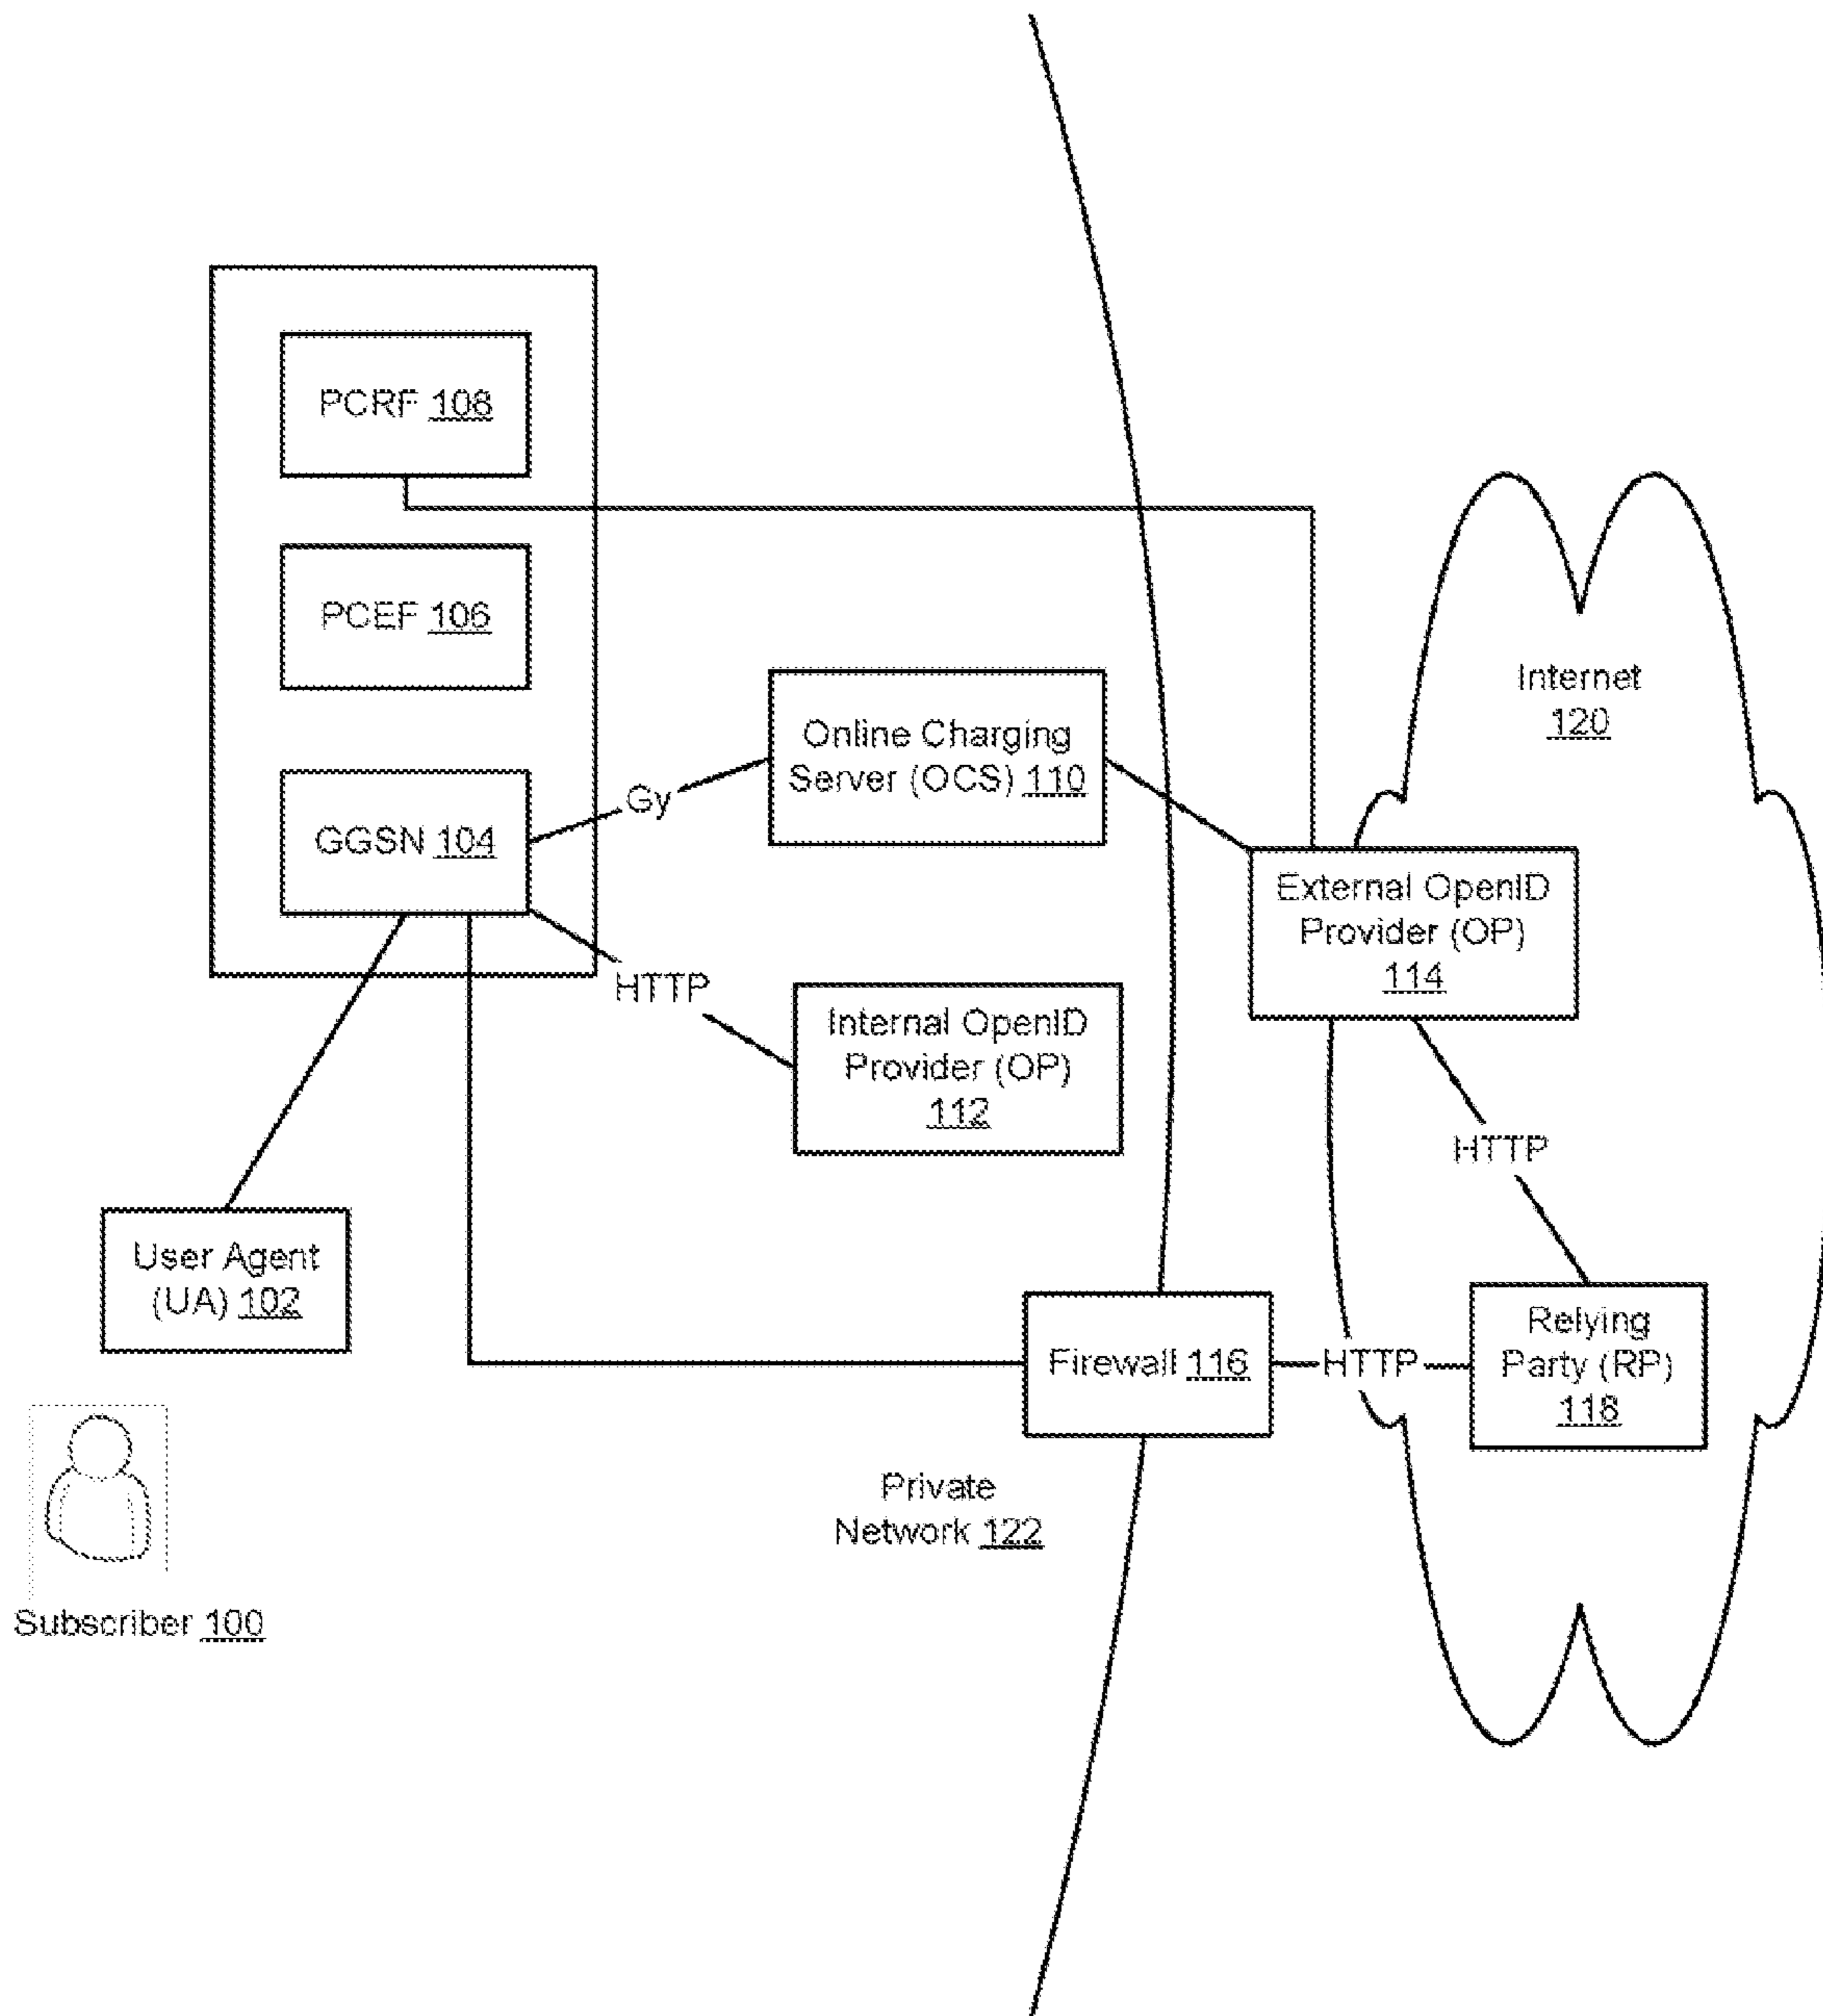 PCRF 108
PCEF 106
Internet
120
Online Charging
Server (OCS) 110
Gy
GGSN 104
External OpenID
Provider (OP)
114
HTTP
Internal OpenID
Provider (OP)
112
HTTP
User Agent
(UA) 102
Firewall 116
HTTP
Relying
Party (RP)
118
Private
Network 122
Subscriber 100